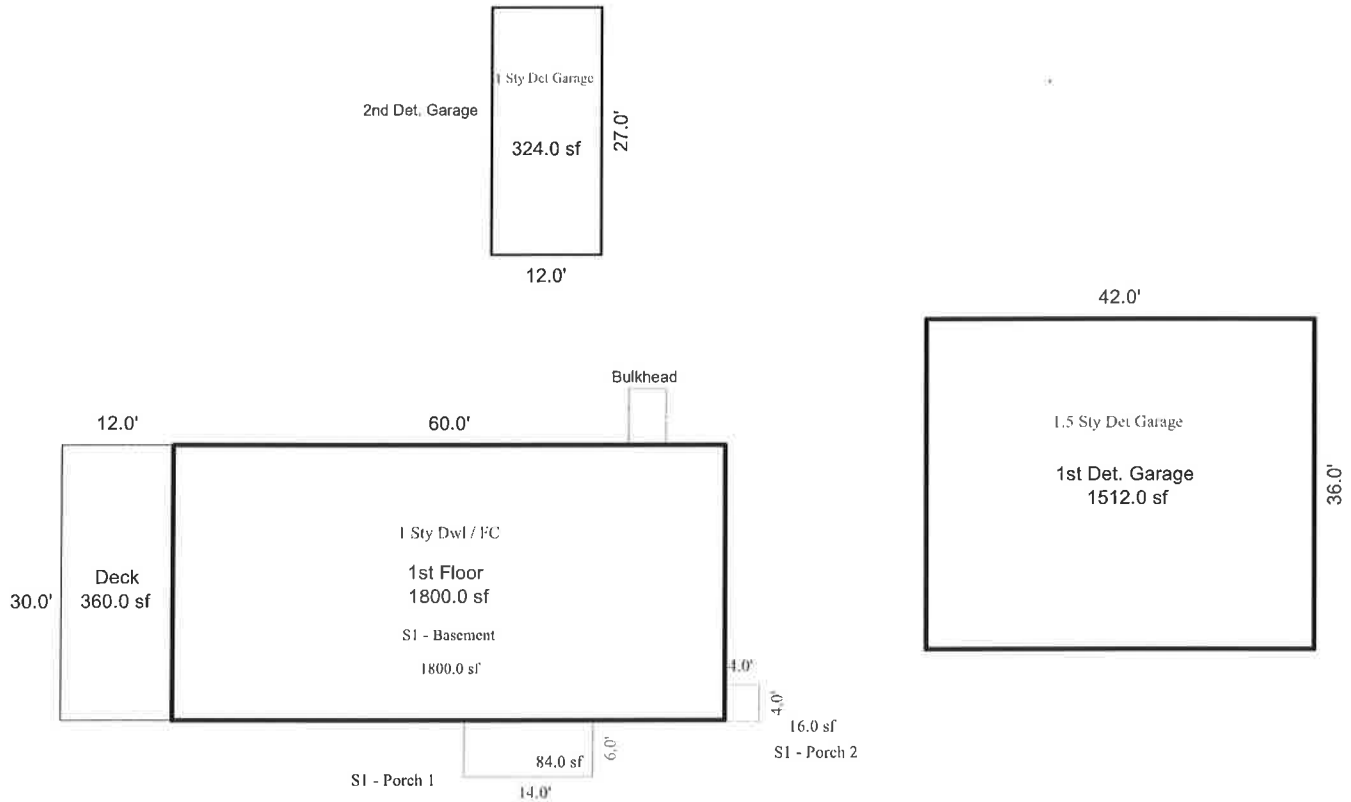 1 Sty Det Garage
2nd Det. Garage
324.0 sf
27.0'
12.0'
42.0'
1.5 Sty Det Garage
1st Det. Garage
1512.0 sf
36.0'
Bulkhead
12.0'
60.0'
1 Sty Dwl / FC
1st Floor
1800.0 sf
S1 - Basement
1800.0 sf
Deck
360.0 sf
30.0'
4.0'
4.0'
16.0 sf
S1 - Porch 2
84.0 sf
6.0'
S1 - Porch 1
14.0'